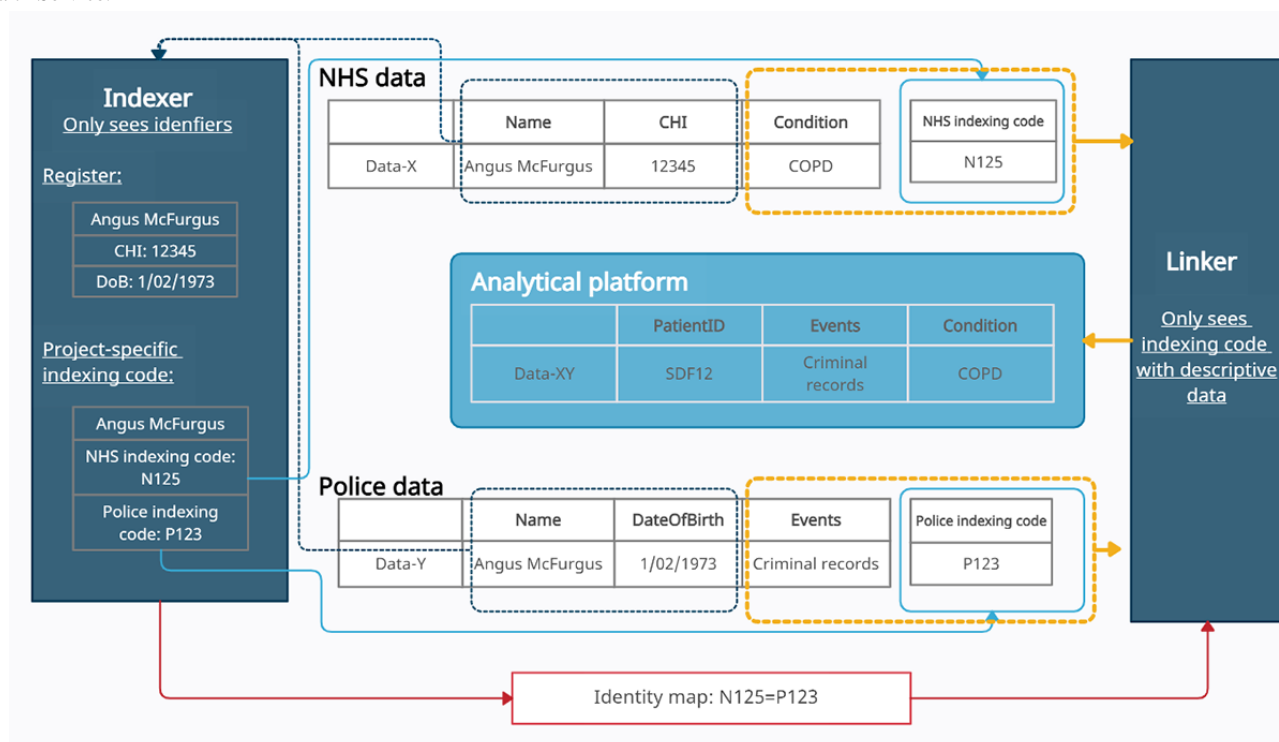 Indexer
Only sees idenfiers
Register:
Angus McFurgus
CHI: 12345
DoB: 1/02/1973
Project-specific
indexing code:
Angus McFurgus
NHS indexing code:
N125
Police indexing
code: P123
NHS data
Name CHI Condition
Data-X Angus McFurgus 12345 COPD
NHS indexing code
N125
Analytical platform
PatientID Events Condition
Data-XY SDF12 Criminal records COPD
Police data
Name DateOfBirth Events
Data-Y Angus McFurgus 1/02/1973 Criminal records
Police indexing code
P123
Linker
Only sees
indexing code
with descriptive
data
Identity map: N125=P123